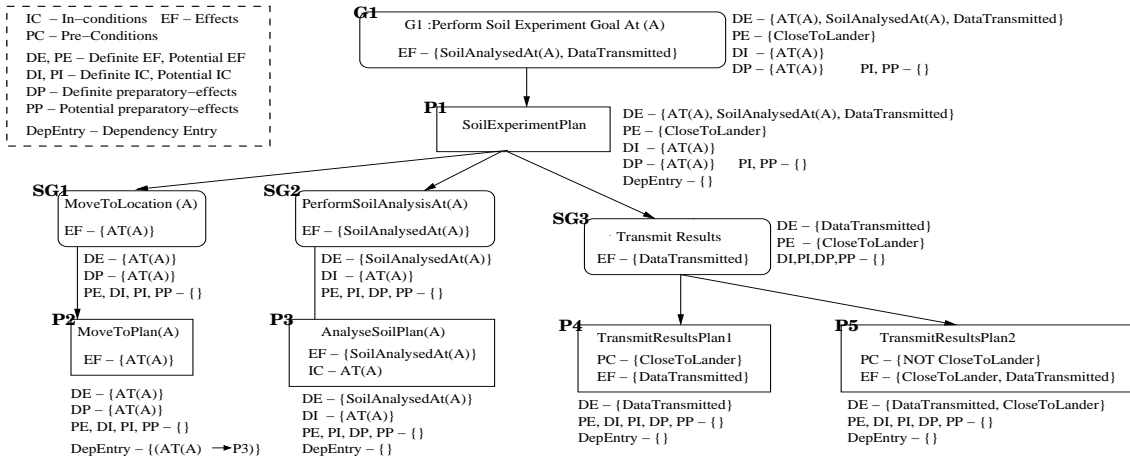 IC – In–conditions EF – Effects
PC – Pre–Conditions
DE, PE – Definite EF, Potential EF
DI, PI – Definite IC, Potential IC
DP – Definite preparatory–effects
PP – Potential preparatory–effects
DepEntry – Dependency Entry
G1
G1 :Perform Soil Experiment Goal At (A)
EF – {SoilAnalysedAt(A), DataTransmitted}
DE – {AT(A), SoilAnalysedAt(A), DataTransmitted}
PE – {CloseToLander}
DI – {AT(A)}
DP – {AT(A)} PI, PP – {}
P1
SoilExperimentPlan
DE – {AT(A), SoilAnalysedAt(A), DataTransmitted}
PE – {CloseToLander}
DI – {AT(A)}
DP – {AT(A)} PI, PP – {}
DepEntry – {}
SG1
MoveToLocation (A)
EF – {AT(A)}
DE – {AT(A)}
DP – {AT(A)}
PE, DI, PI, PP – {}
SG2
PerformSoilAnalysisAt(A)
EF – {SoilAnalysedAt(A)}
DE – {SoilAnalysedAt(A)}
DI – {AT(A)}
PE, PI, DP, PP – {}
SG3
Transmit Results
EF – {DataTransmitted}
DE – {DataTransmitted}
PE – {CloseToLander}
DI,PI,DP,PP – {}
P2
MoveToPlan(A)
EF – {AT(A)}
DE – {AT(A)}
DP – {AT(A)}
PE, DI, PI, PP – {}
DepEntry – {(AT(A) → P3)}
P3
AnalyseSoilPlan(A)
EF – {SoilAnalysedAt(A)}
IC – AT(A)
DE – {SoilAnalysedAt(A)}
DI – {AT(A)}
PE, PI, DP, PP – {}
DepEntry – {}
P4
TransmitResultsPlan1
PC – {CloseToLander}
EF – {DataTransmitted}
DE – {DataTransmitted}
PE, DI, PI, DP, PP – {}
DepEntry – {}
P5
TransmitResultsPlan2
PC – {NOT CloseToLander}
EF – {CloseToLander, DataTransmitted}
DE – {DataTransmitted, CloseToLander}
PE, DI, PI, DP, PP – {}
DepEntry – {}